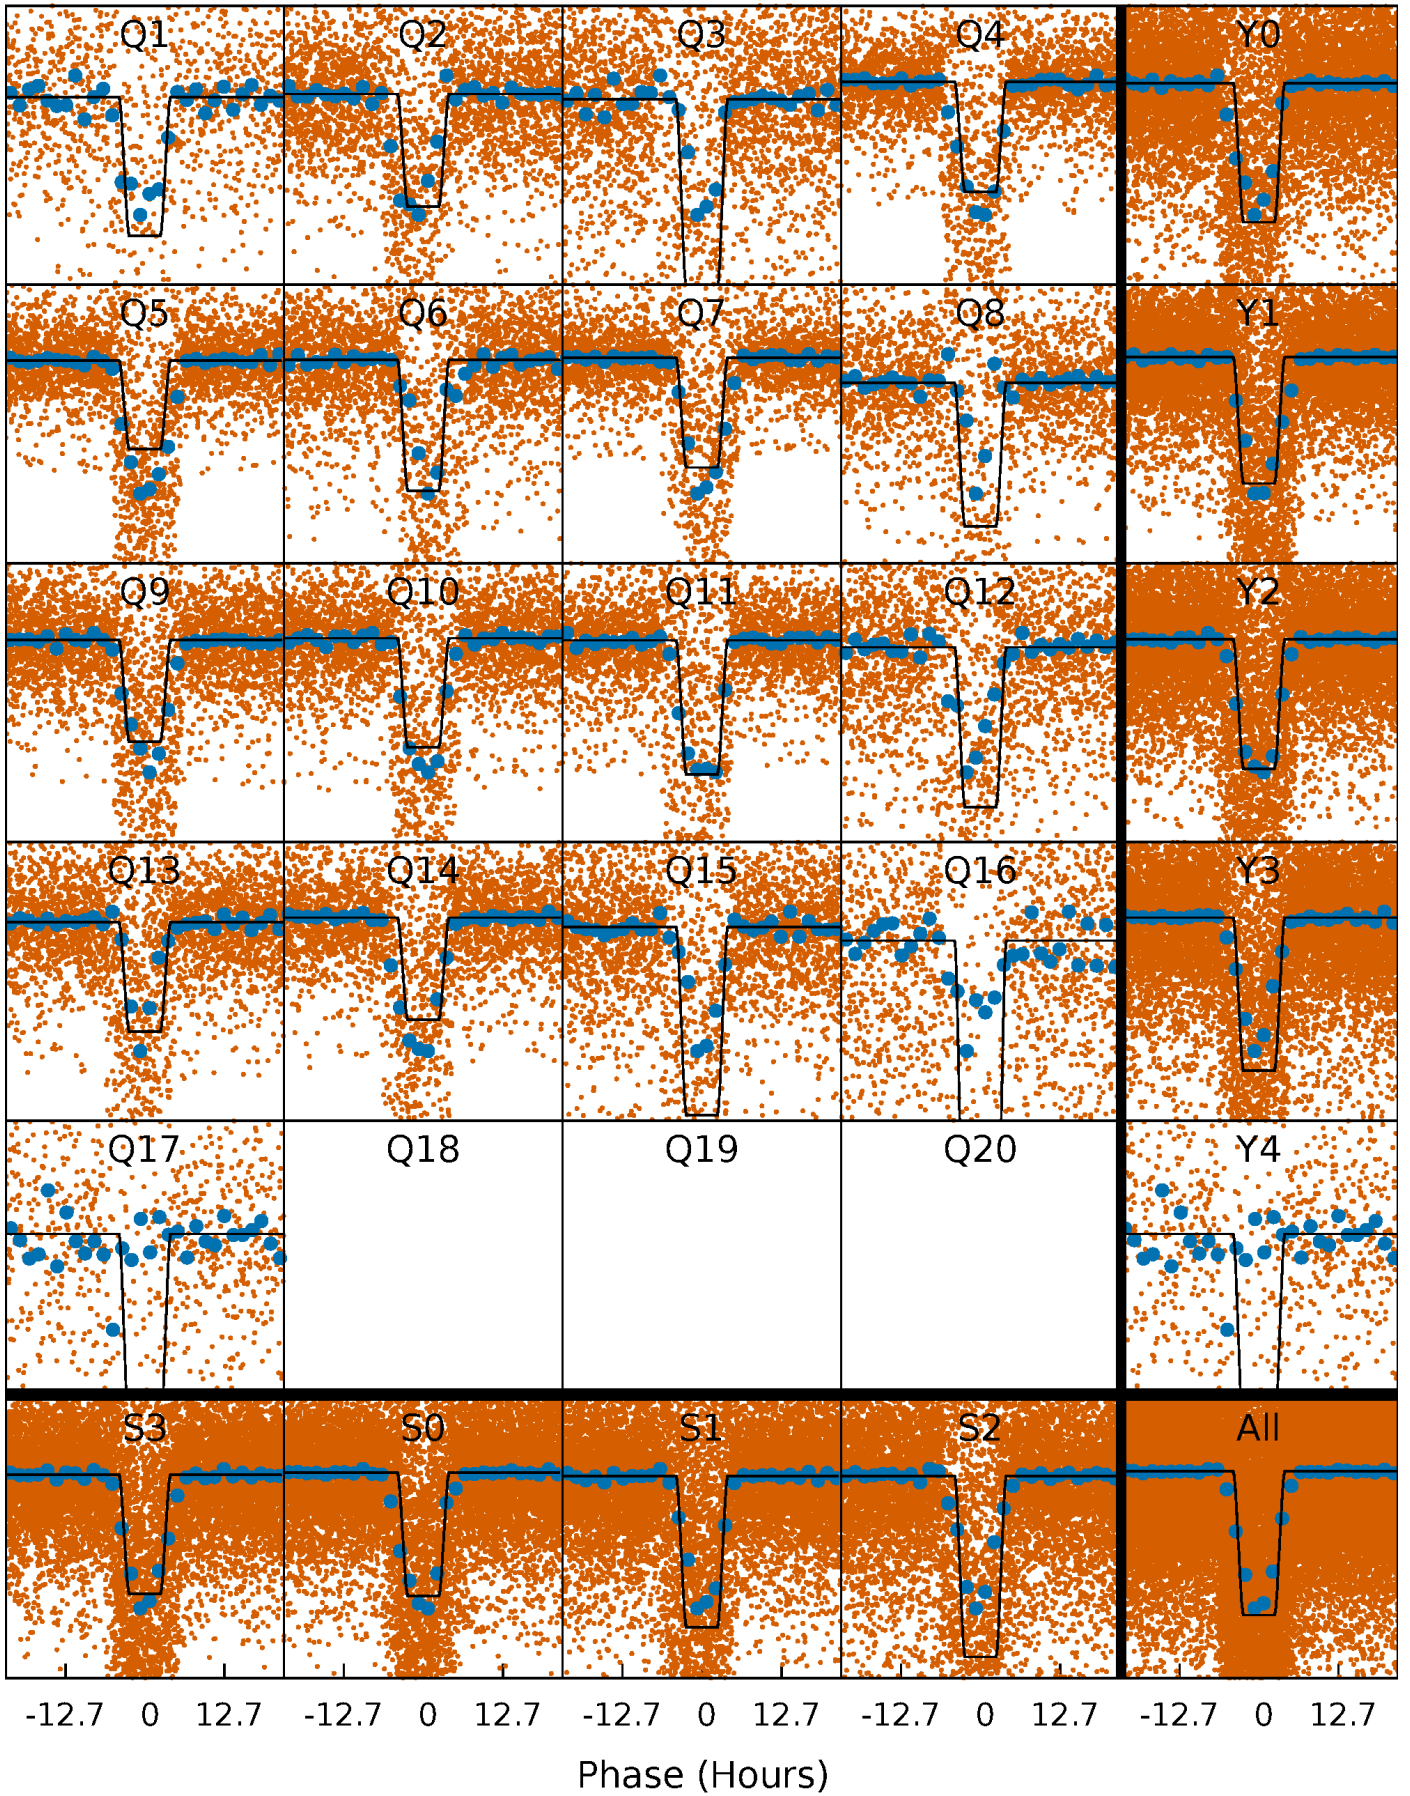 Q1 Q2 Q3 Q4 Y0
Q5 Q6 Q7 Q8 Y1
Q9 Q10 Q11 Q12 Y2
Q13 Q14 Q15 Q16 Y3
Q17 Q18 Q19 Q20 Y4
S3 S0 S1 S2 All
-12.7 0 12.7 -12.7 0 12.7 -12.7 0 12.7 -12.7 0 12.7 -12.7 0 12.7
Phase (Hours)